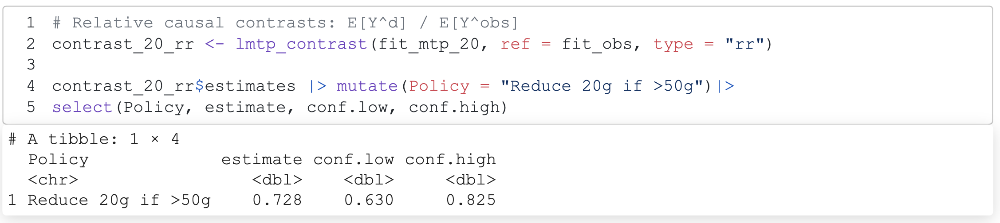 1 # Relative causal contrasts: E[Y^d] / E[Y^obs]
2 contrast_20_rr <- lmtp_contrast(fit_mtp_20, ref = fit_obs, type = "rr")
3
4 contrast_20_rr$estimates |> mutate(Policy = "Reduce 20g if >50g")|>
5 select(Policy, estimate, conf.low, conf.high)
# A tibble: 1 × 4
Policy estimate conf.low conf.high
<chr> <dbl> <dbl> <dbl>
1 Reduce 20g if >50g 0.728 0.630 0.825